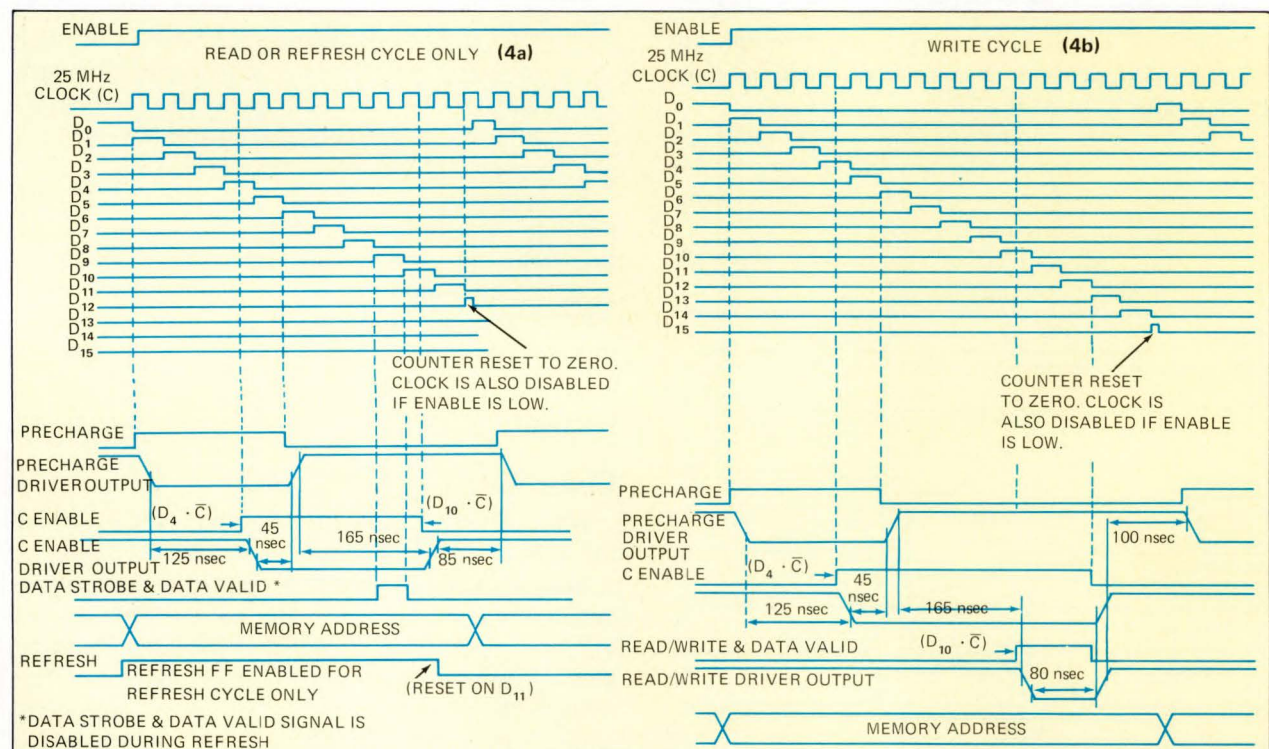 ENABLE
READ OR REFRESH CYCLE ONLY (4a)
25 MHz
CLOCK (C)
D0
D1
D2
D3
D4
D5
D6
D7
D8
D9
D10
D11
D12
D13
D14
D15
COUNTER RESET TO ZERO.
CLOCK IS ALSO DISABLED
IF ENABLE IS LOW.
PRECHARGE
PRECHARGE
DRIVER OUTPUT
C ENABLE
(D4 · C̅)
45
nsec
(D10 · C̅)
C ENABLE
DRIVER OUTPUT
125 nsec
165 nsec
85 nsec
DATA STROBE & DATA VALID *
MEMORY ADDRESS
REFRESH
REFRESH FF ENABLED FOR
REFRESH CYCLE ONLY
(RESET ON D11)
*DATA STROBE & DATA VALID SIGNAL IS
DISABLED DURING REFRESH
ENABLE
WRITE CYCLE (4b)
25 MHz
CLOCK (C)
D0
D1
D2
D3
D4
D5
D6
D7
D8
D9
D10
D11
D12
D13
D14
D15
COUNTER RESET
TO ZERO. CLOCK IS
ALSO DISABLED IF ENABLE
IS LOW.
PRECHARGE
PRECHARGE
DRIVER
OUTPUT
100 nsec
C ENABLE
(D4 · C̅)
45
nsec
125 nsec
165 nsec
READ/WRITE & DATA VALID
(D10 · C̅)
READ/WRITE DRIVER OUTPUT
80 nsec
MEMORY ADDRESS